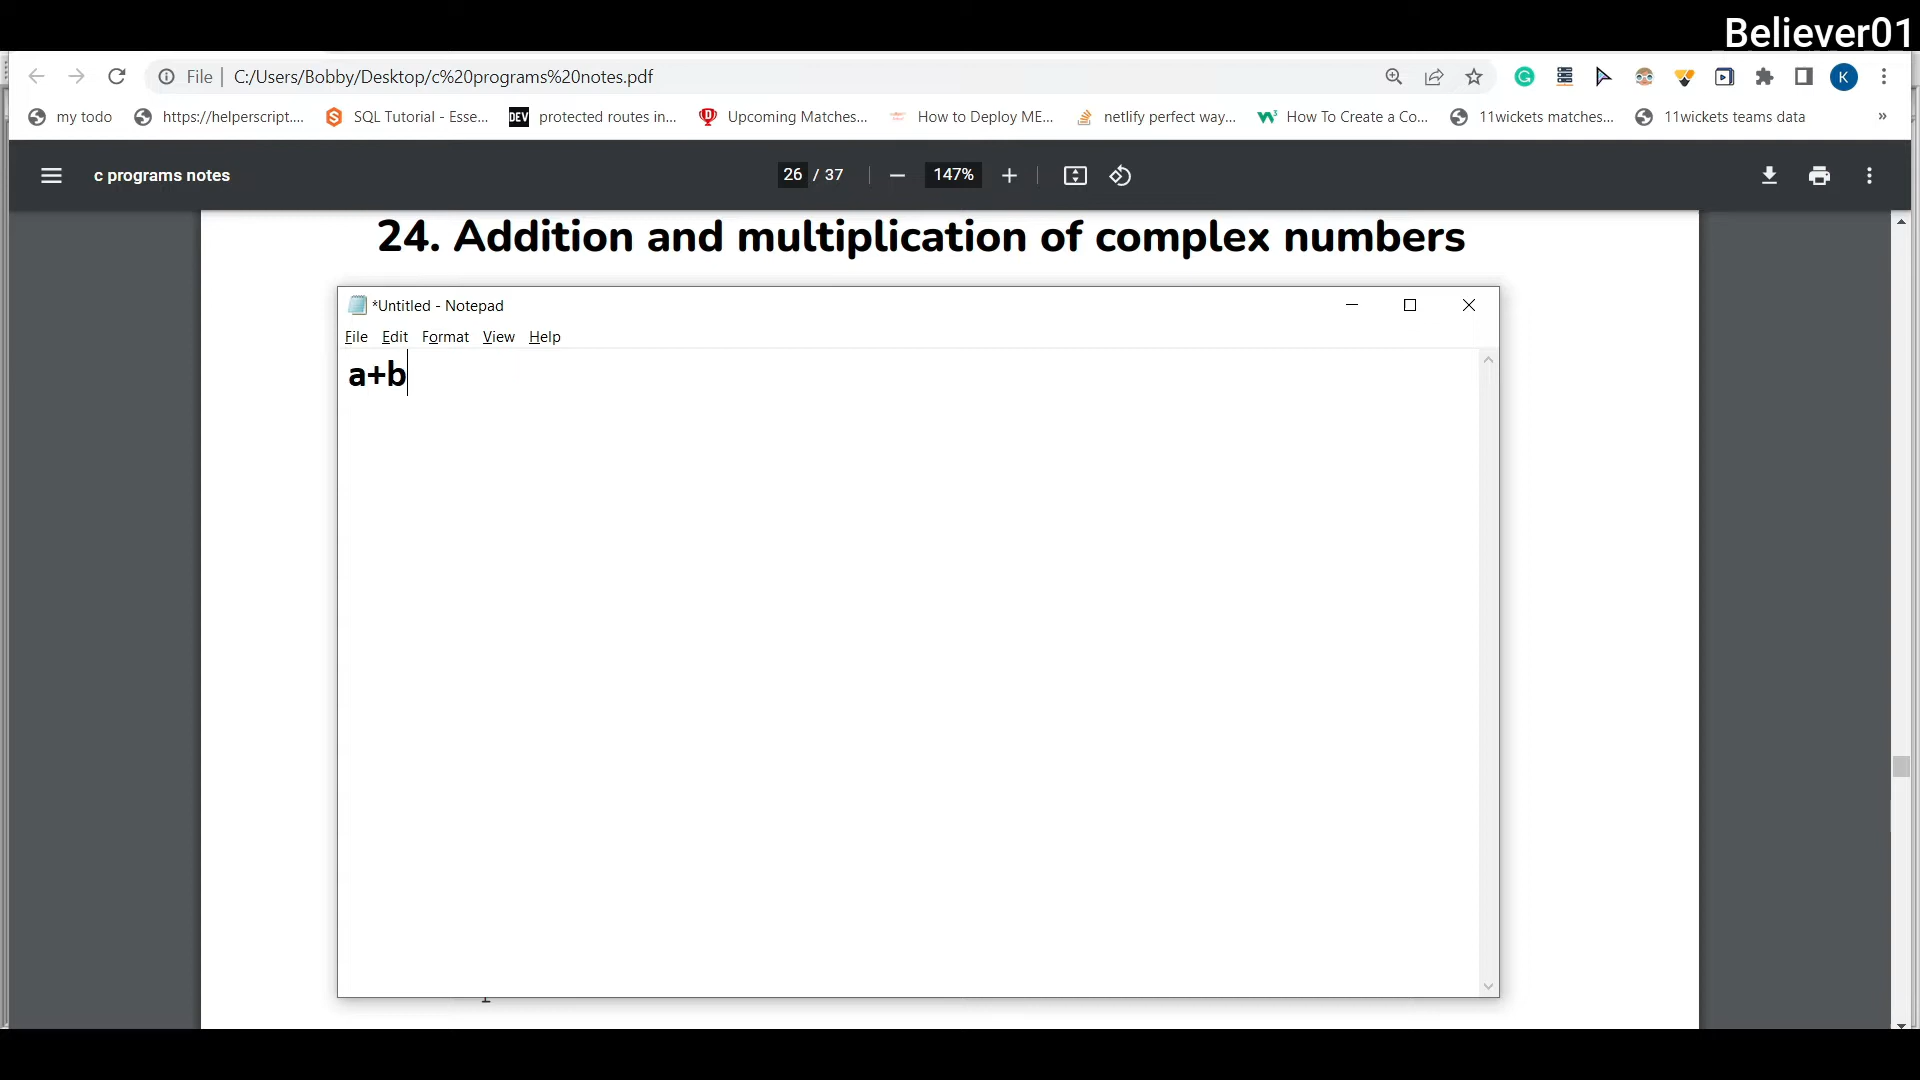 Believer01
File | C:/Users/Bobby/Desktop/c%20programs%20notes.pdf
K
my todo
https://helperscript....
SQL Tutorial - Esse...
DEV protected routes in...
Upcoming Matches...
How to Deploy ME...
netlify perfect way...
How To Create a Co...
11wickets matches...
11wickets teams data
»
c programs notes
26 / 37
147%
24. Addition and multiplication of complex numbers
*Untitled - Notepad
File Edit Format View Help
a+b